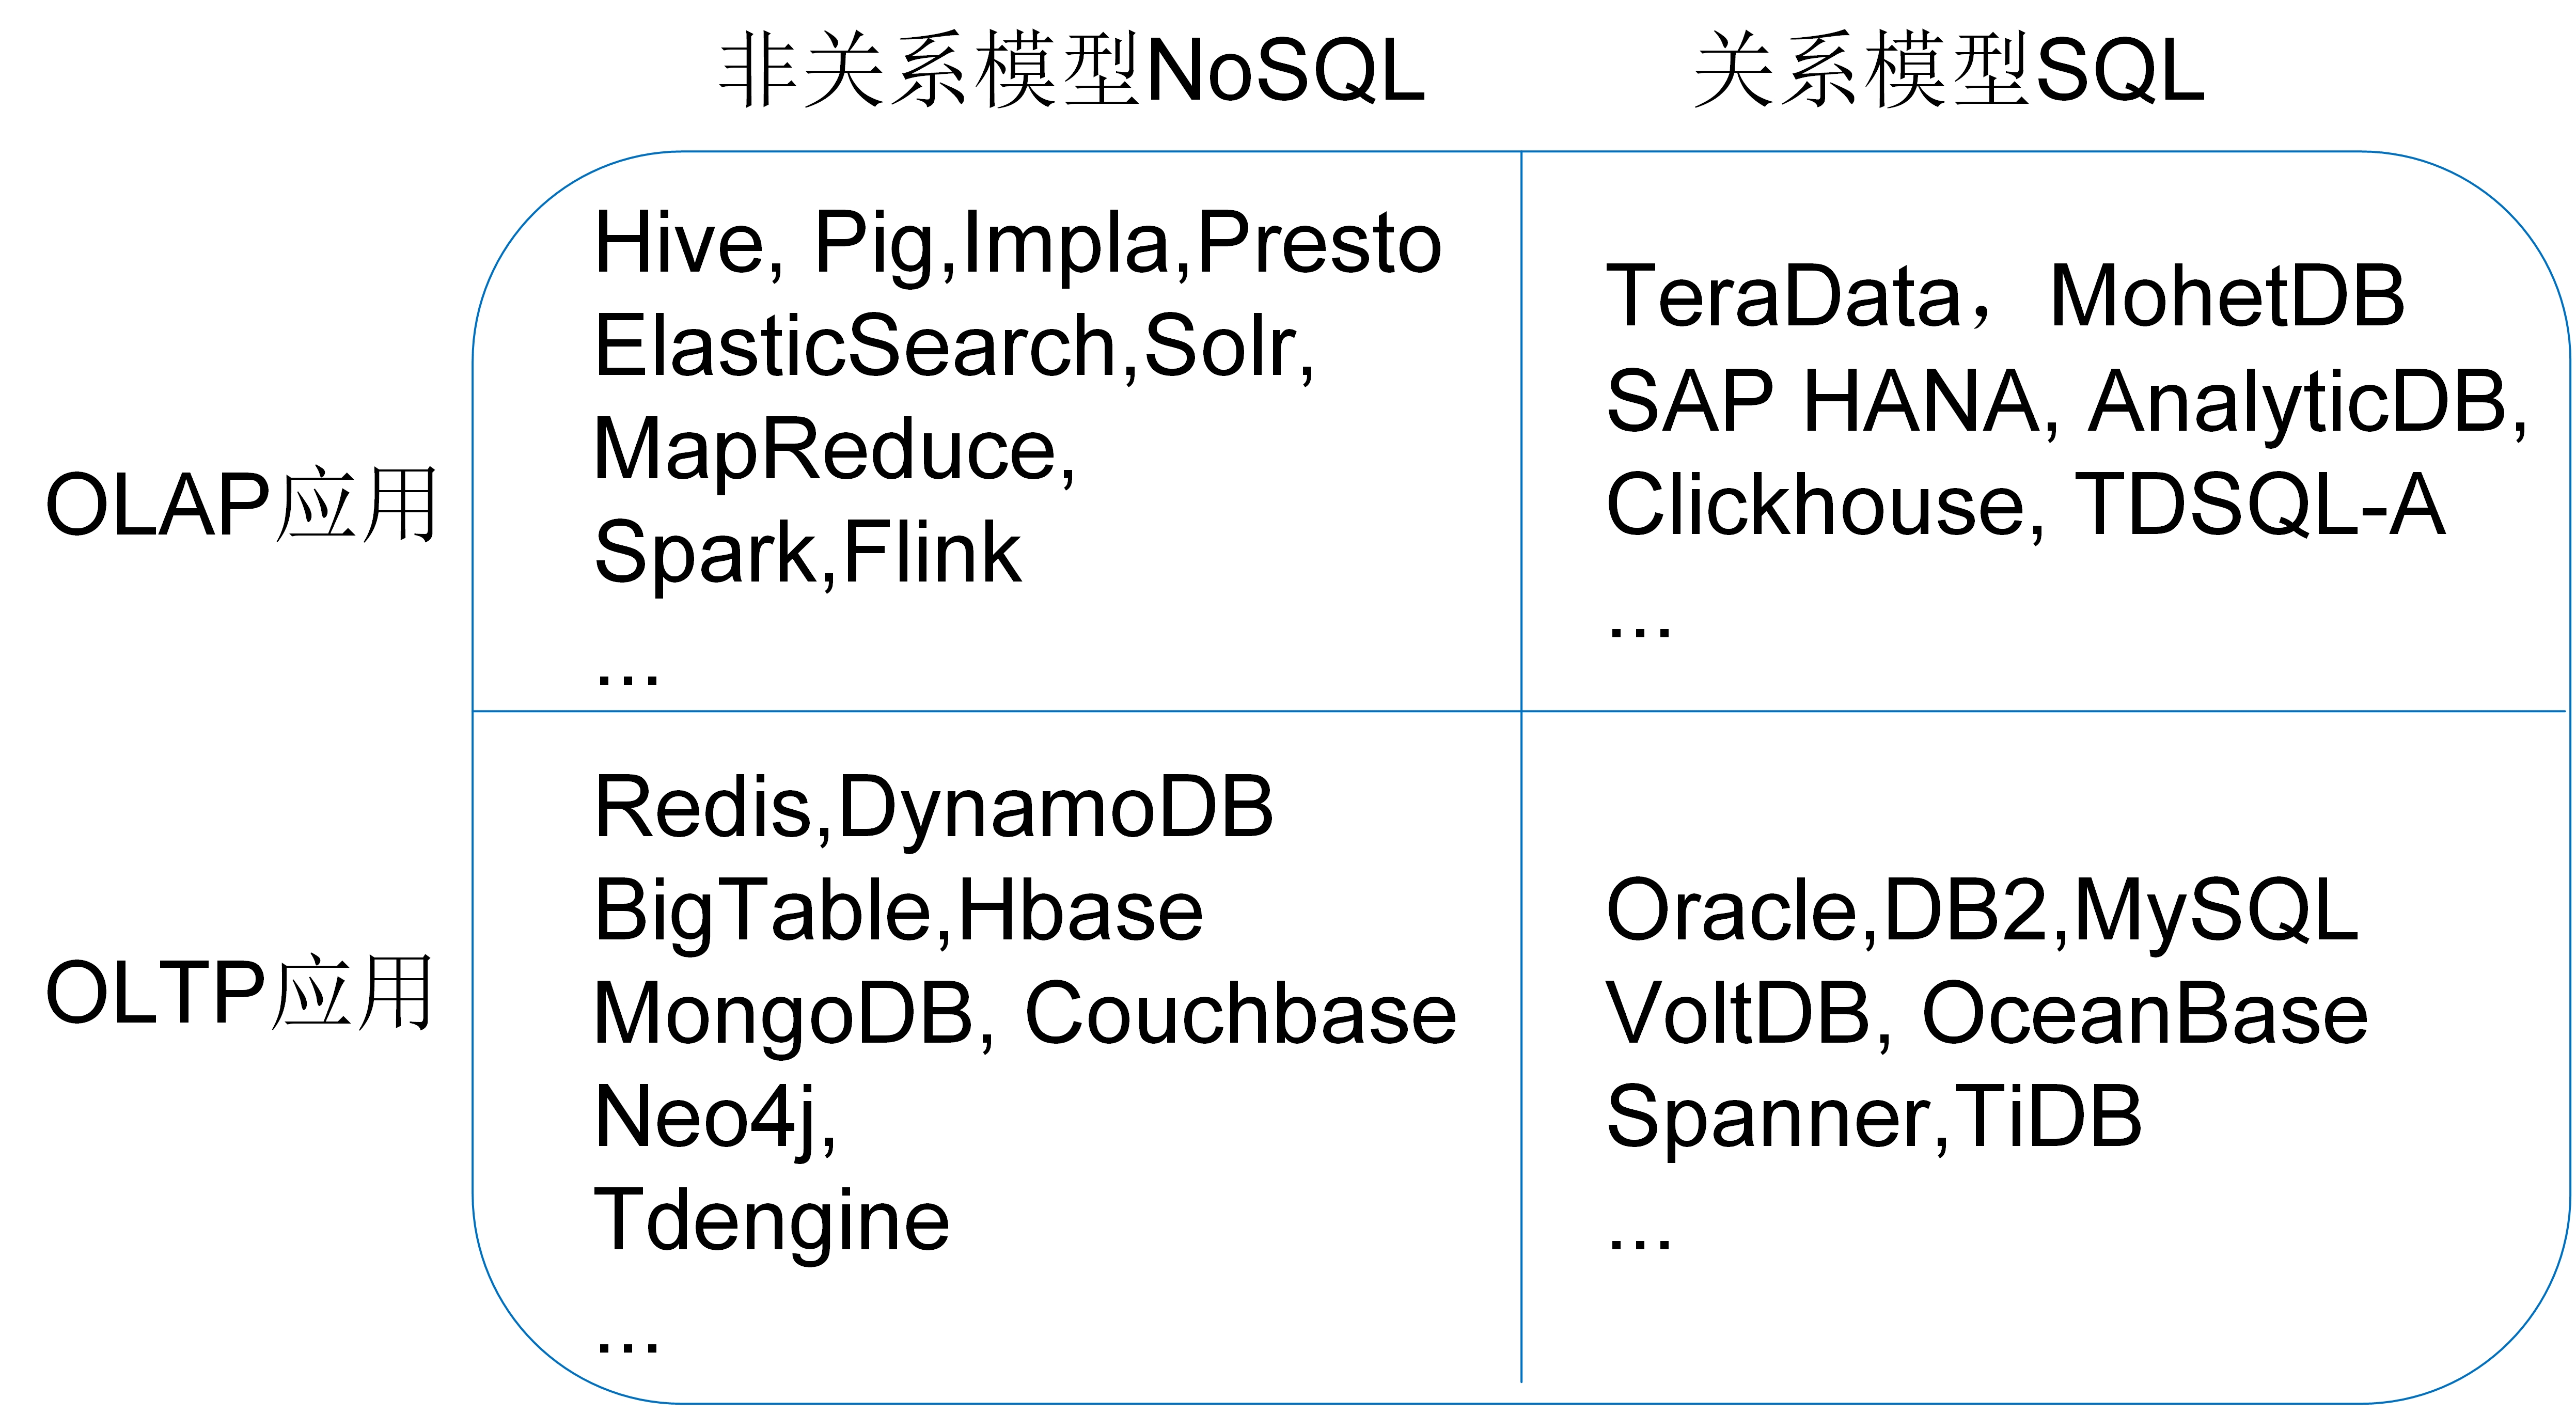 非关系模型NoSQL
关系模型SQL
OLAP应用
Hive, Pig,Impla,Presto
ElasticSearch,Solr,
MapReduce,
Spark,Flink
...
TeraData，MohetDB
SAP HANA, AnalyticDB,
Clickhouse, TDSQL-A
...
OLTP应用
Redis,DynamoDB
BigTable,Hbase
MongoDB, Couchbase
Neo4j,
Tdengine
...
Oracle,DB2,MySQL
VoltDB, OceanBase
Spanner,TiDB
...